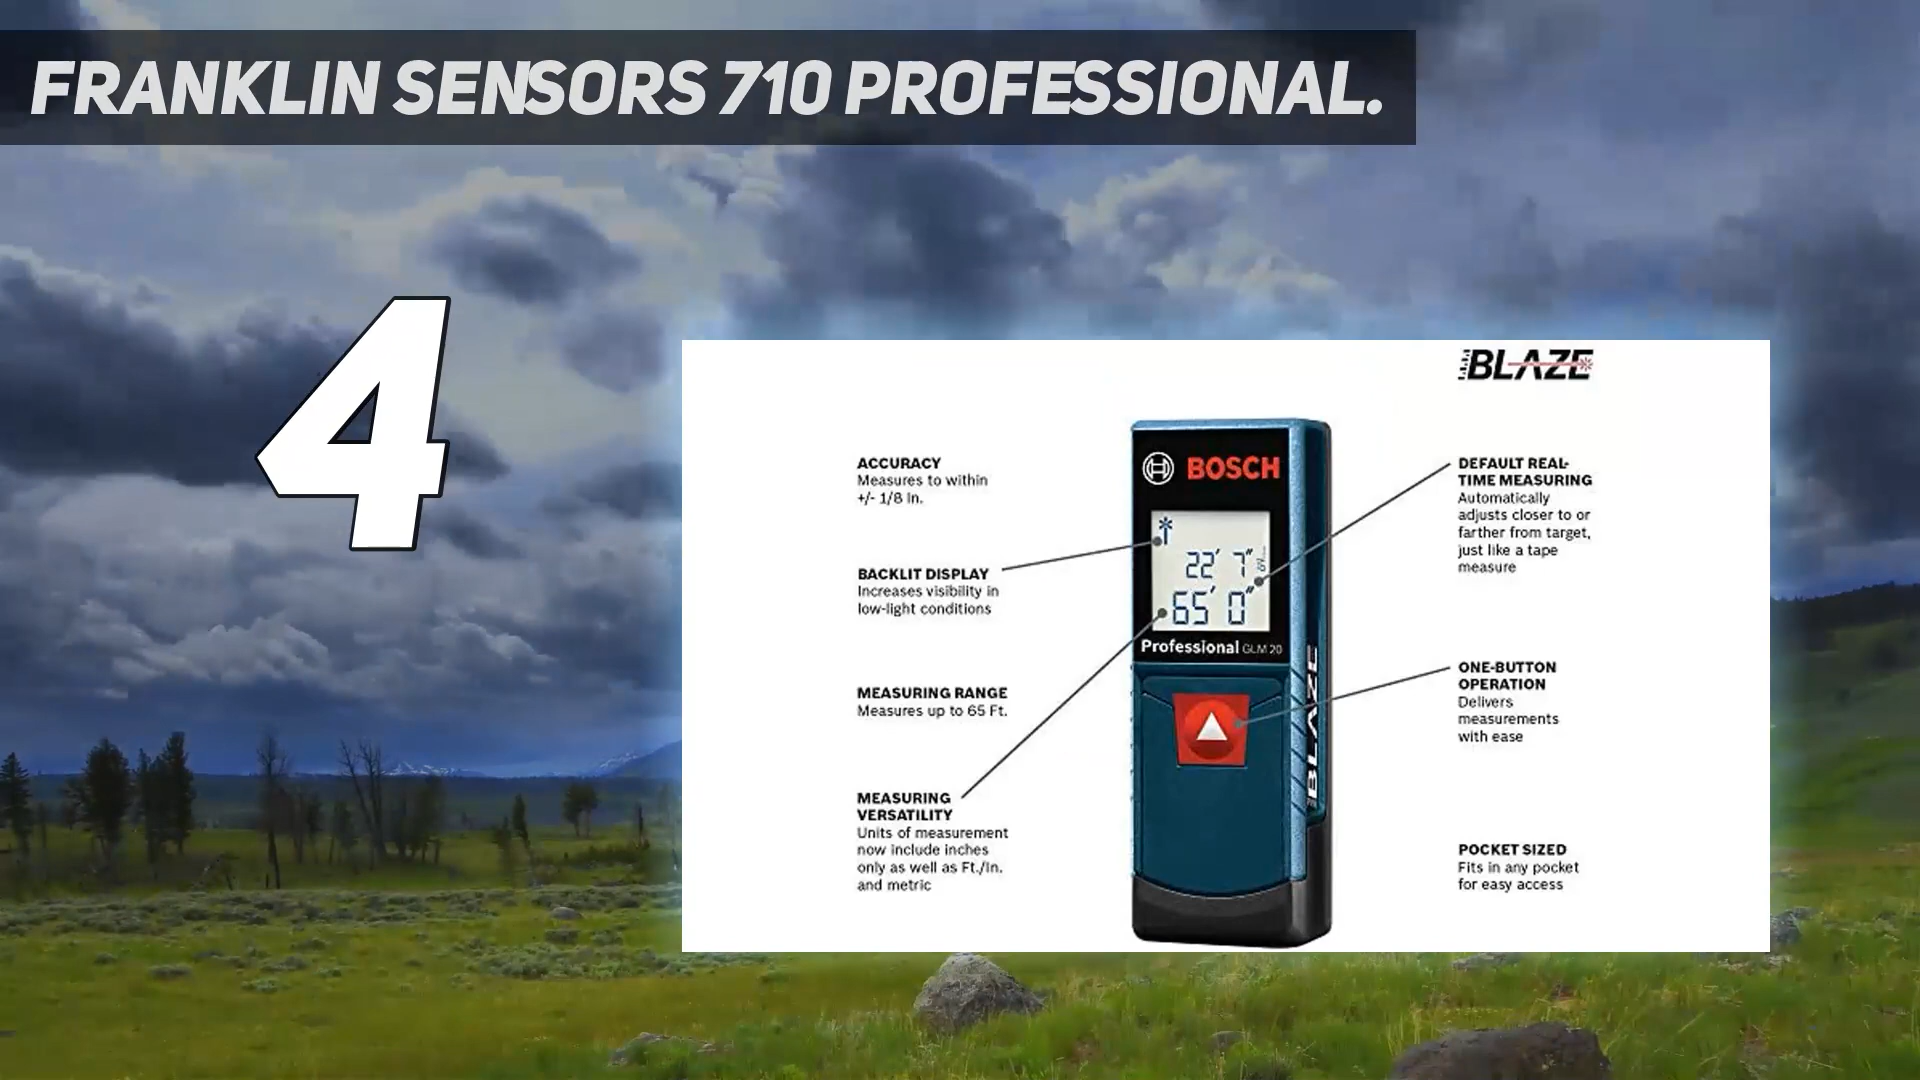 FRANKLIN SENSORS 710 PROFESSIONAL.
4
BLAZE
ACCURACY
Measures to within
+/- 1/8 In.
BACKLIT DISPLAY
Increases visibility in
low-light conditions
MEASURING RANGE
Measures up to 65 Ft.
MEASURING
VERSATILITY
Units of measurement
now include inches
only as well as Ft./In.
and metric
BOSCH
22' 7"
65' 0"
Professional GLM 20
BLAZE
DEFAULT REAL-
TIME MEASURING
Automatically
adjusts closer to or
farther from target,
just like a tape
measure
ONE-BUTTON
OPERATION
Delivers
measurements
with ease
POCKET SIZED
Fits in any pocket
for easy access